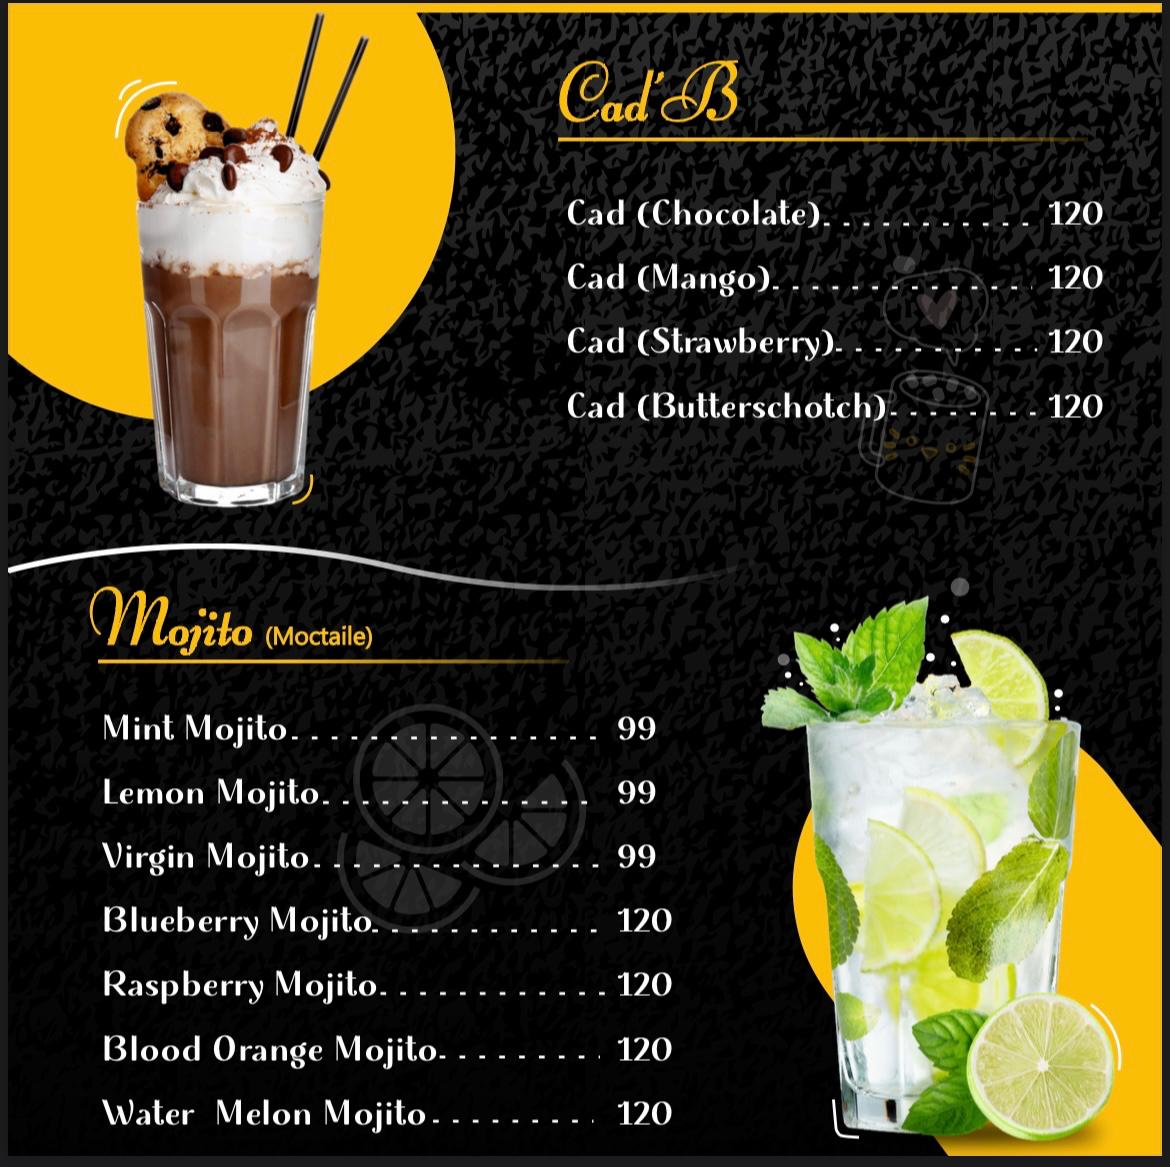 Cad'B
Cad (Chocolate) 120
Cad (Mango) 120
Cad (Strawberry) 120
Cad (Butterschotch) 120
Mojito (Moctaile)
Mint Mojito 99
Lemon Mojito 99
Virgin Mojito 99
Blueberry Mojito 120
Raspberry Mojito 120
Blood Orange Mojito 120
Water Melon Mojito 120